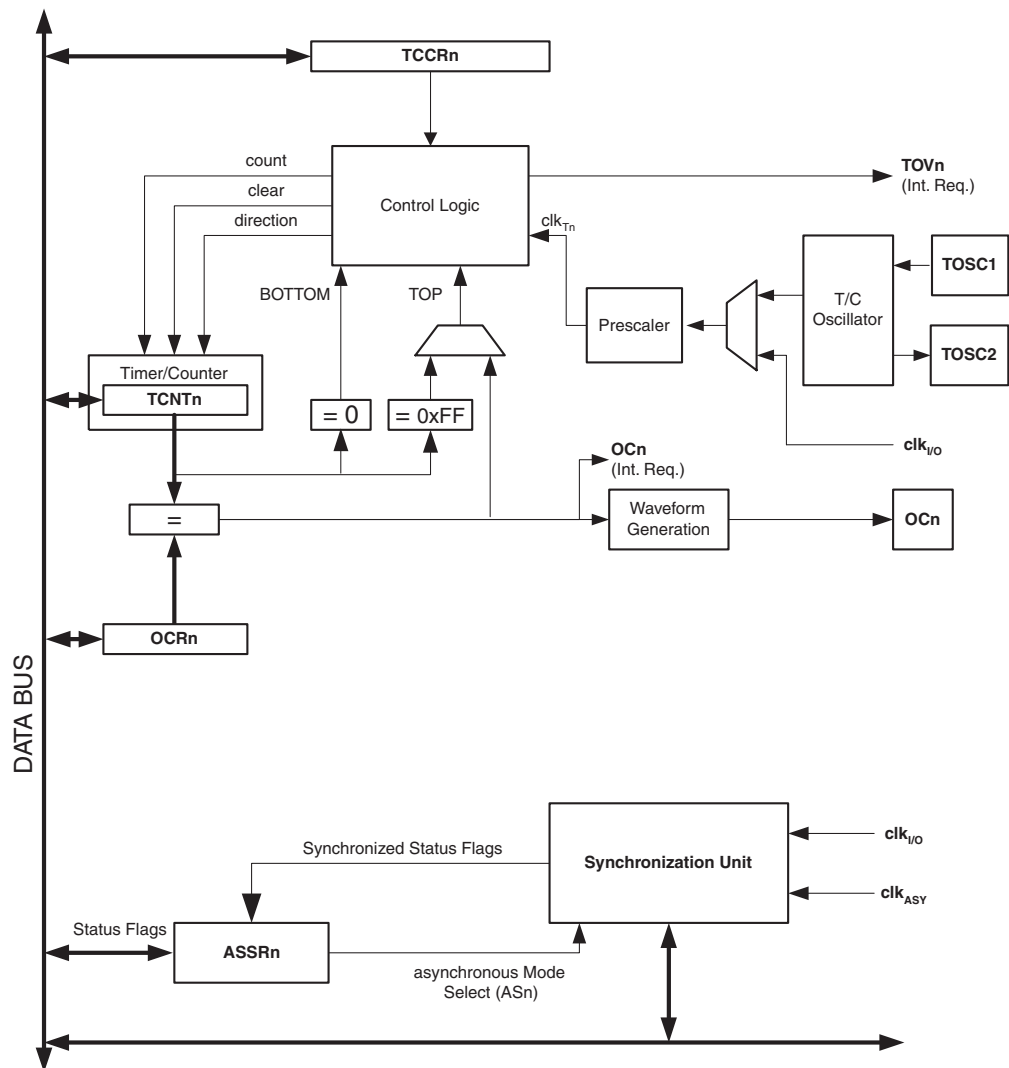 TCCRn
count
clear
direction
Control Logic
TOVn
(Int. Req.)
clkTn
BOTTOM
TOP
Prescaler
T/C
Oscillator
TOSC1
TOSC2
Timer/Counter
TCNTn
= 0
= 0xFF
clkI/O
OCn
(Int. Req.)
=
Waveform
Generation
OCn
OCRn
DATA BUS
Synchronized Status Flags
Synchronization Unit
clkI/O
clkASY
Status Flags
ASSRn
asynchronous Mode
Select (ASn)